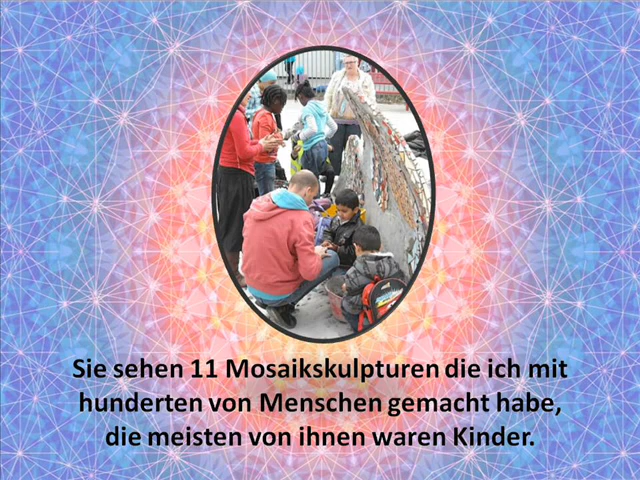 Sie sehen 11 Mosaikskulpturen die ich mit
hunderten von Menschen gemacht habe,
die meisten von ihnen waren Kinder.